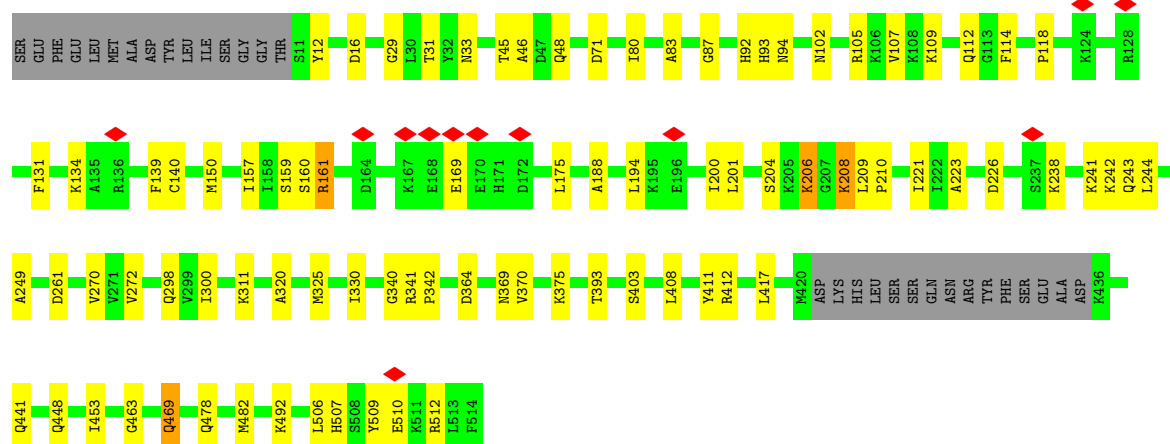 SER GLU PHE GLU LEU MET ALA ASP TYR LEU ILE SER GLY GLY THR S11 Y12 D16 G29 L30 T31 Y32 N33 T45 A46 D47 Q48 D71 I80 A83 G87 H92 H93 N94 N102 R105 K106 V107 K108 K109 Q112 G113 F114 P118 K124 R128
F131 K134 A135 R136 F139 C140 M150 I157 I158 S159 S160 R161 D164 K167 E168 E169 E170 H171 D172 L175 A188 L194 K195 E196 I200 L201 S204 K205 K206 G207 K208 L209 P210 I221 I222 A223 D226 S237 K238 K241 K242 Q243 L244
A249 D261 V270 V271 V272 Q298 V299 I300 K311 A320 M325 I330 G340 R341 P342 D364 N369 V370 K375 T393 S403 L408 Y411 R412 L417 M420 ASP LYS HIS LEU SER SER GLN ASN ARG TYR PHE SER GLU ALA ASP K436
Q441 Q448 I453 G463 Q469 Q478 M482 K492 L506 H507 S508 Y509 E510 K511 R512 L513 F514